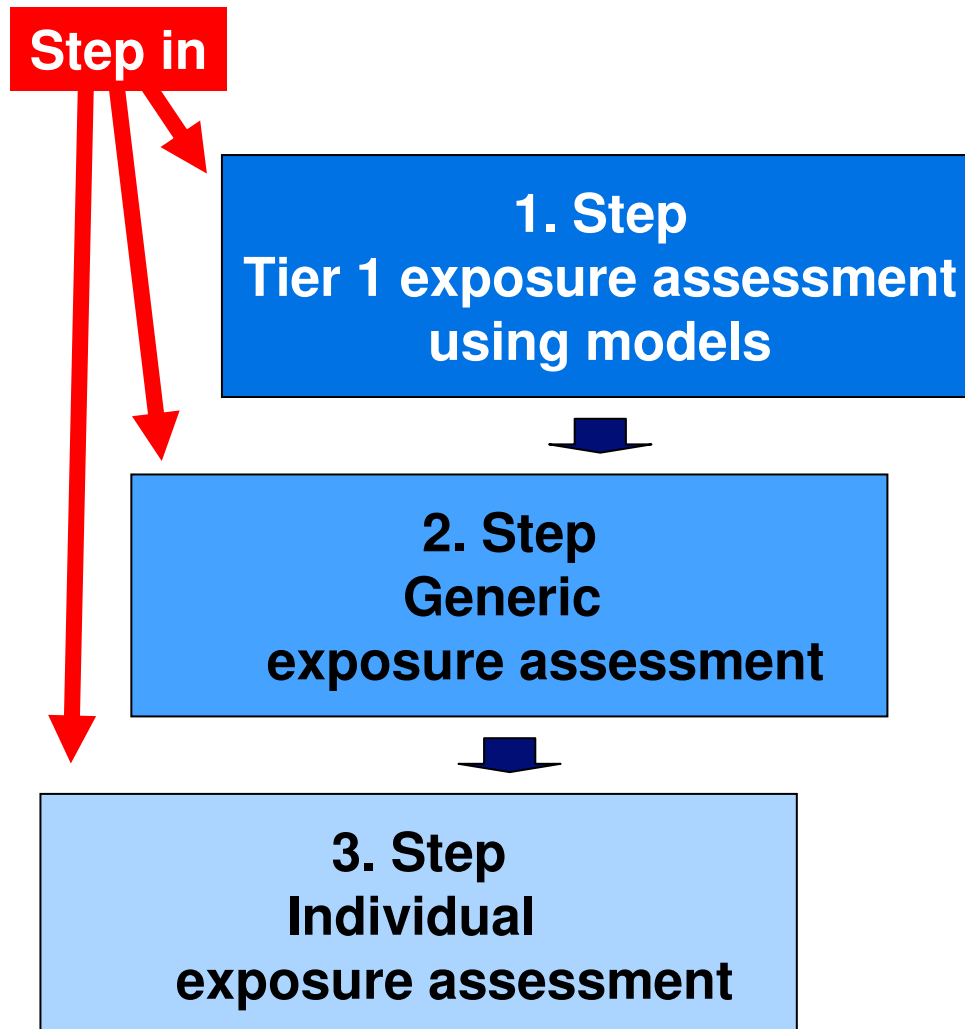 Step in
1. Step
Tier 1 exposure assessment
using models
2. Step
Generic
exposure assessment
3. Step
Individual
exposure assessment